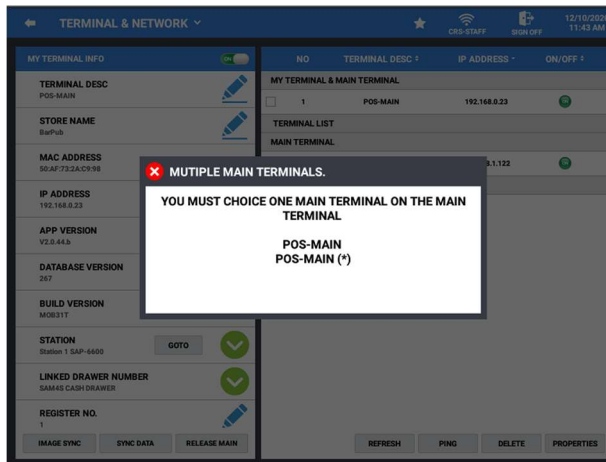 TERMINAL & NETWORK
CRS-STAFF
SIGN OFF
11:43 AM
MY TERMINAL INFO
ON
NO
TERMINAL DESC
IP ADDRESS
ON/OFF
TERMINAL DESC
POS-MAIN
MY TERMINAL & MAIN TERMINAL
1
POS-MAIN
192.168.0.23
STORE NAME
BarPub
TERMINAL LIST
MAIN TERMINAL
MAC ADDRESS
50:AF:73:2A:C9:98
.1.122
MUTIPLE MAIN TERMINALS.
YOU MUST CHOICE ONE MAIN TERMINAL ON THE MAIN
TERMINAL
POS-MAIN
POS-MAIN (*)
IP ADDRESS
192.168.0.23
APP VERSION
V2.0.44.b
DATABASE VERSION
267
BUILD VERSION
MOB31T
STATION
Station 1 SAP-6600
GOTO
LINKED DRAWER NUMBER
SAM4S CASH DRAWER
REGISTER NO.
1
IMAGE SYNC
SYNC DATA
RELEASE MAIN
REFRESH
PING
DELETE
PROPERTIES